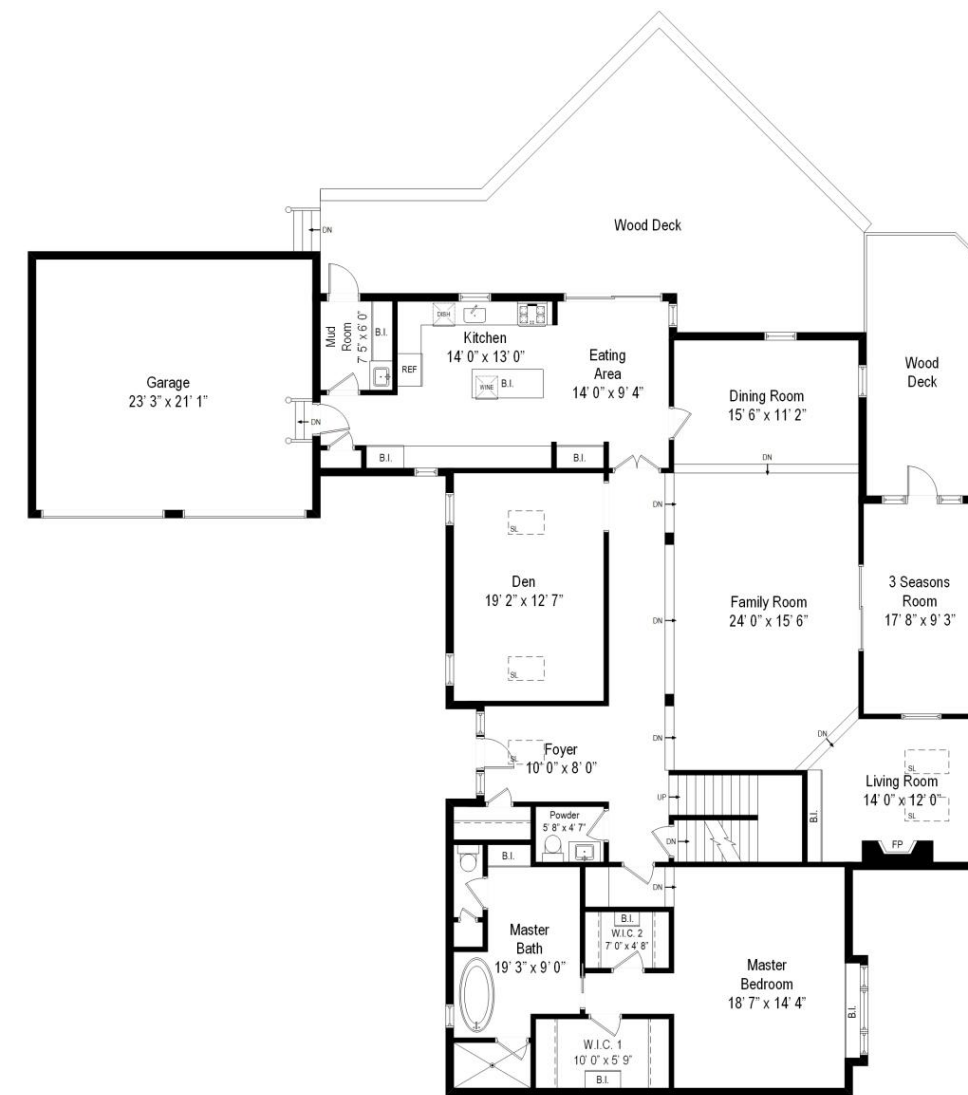 Wood Deck
DN
Mud
Room
7' 5" x 6' 0"
B.I.
DISH
Kitchen
14' 0" x 13' 0"
REF
WINE
B.I.
Eating
Area
14' 0" x 9' 4"
Garage
23' 3" x 21' 1"
DN
B.I.
B.I.
Dining Room
15' 6" x 11' 2"
DN
Wood
Deck
SL
Den
19' 2" x 12' 7"
SL
DN
DN
DN
Family Room
24' 0" x 15' 6"
3 Seasons
Room
17' 8" x 9' 3"
DN
Foyer
10' 0" x 8' 0"
SL
Living Room
14' 0" x 12' 0"
SL
SL
B.I.
FP
UP
DN
Powder
5' 8" x 4' 7"
B.I.
DN
B.I.
W.I.C. 2
7' 0" x 4' 8"
Master
Bath
19' 3" x 9' 0"
Master
Bedroom
18' 7" x 14' 4"
B.I.
W.I.C. 1
10' 0" x 5' 9"
B.I.